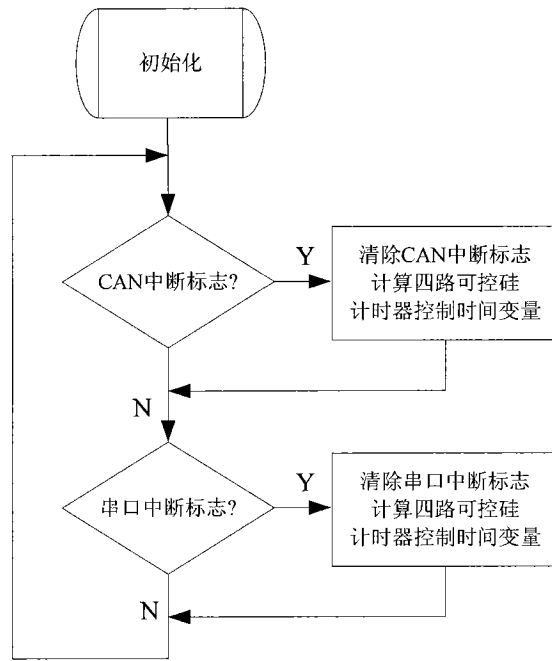 初始化
CAN中断标志?
Y
清除CAN中断标志
计算四路可控硅
计时器控制时间变量
N
串口中断标志?
Y
清除串口中断标志
计算四路可控硅
计时器控制时间变量
N